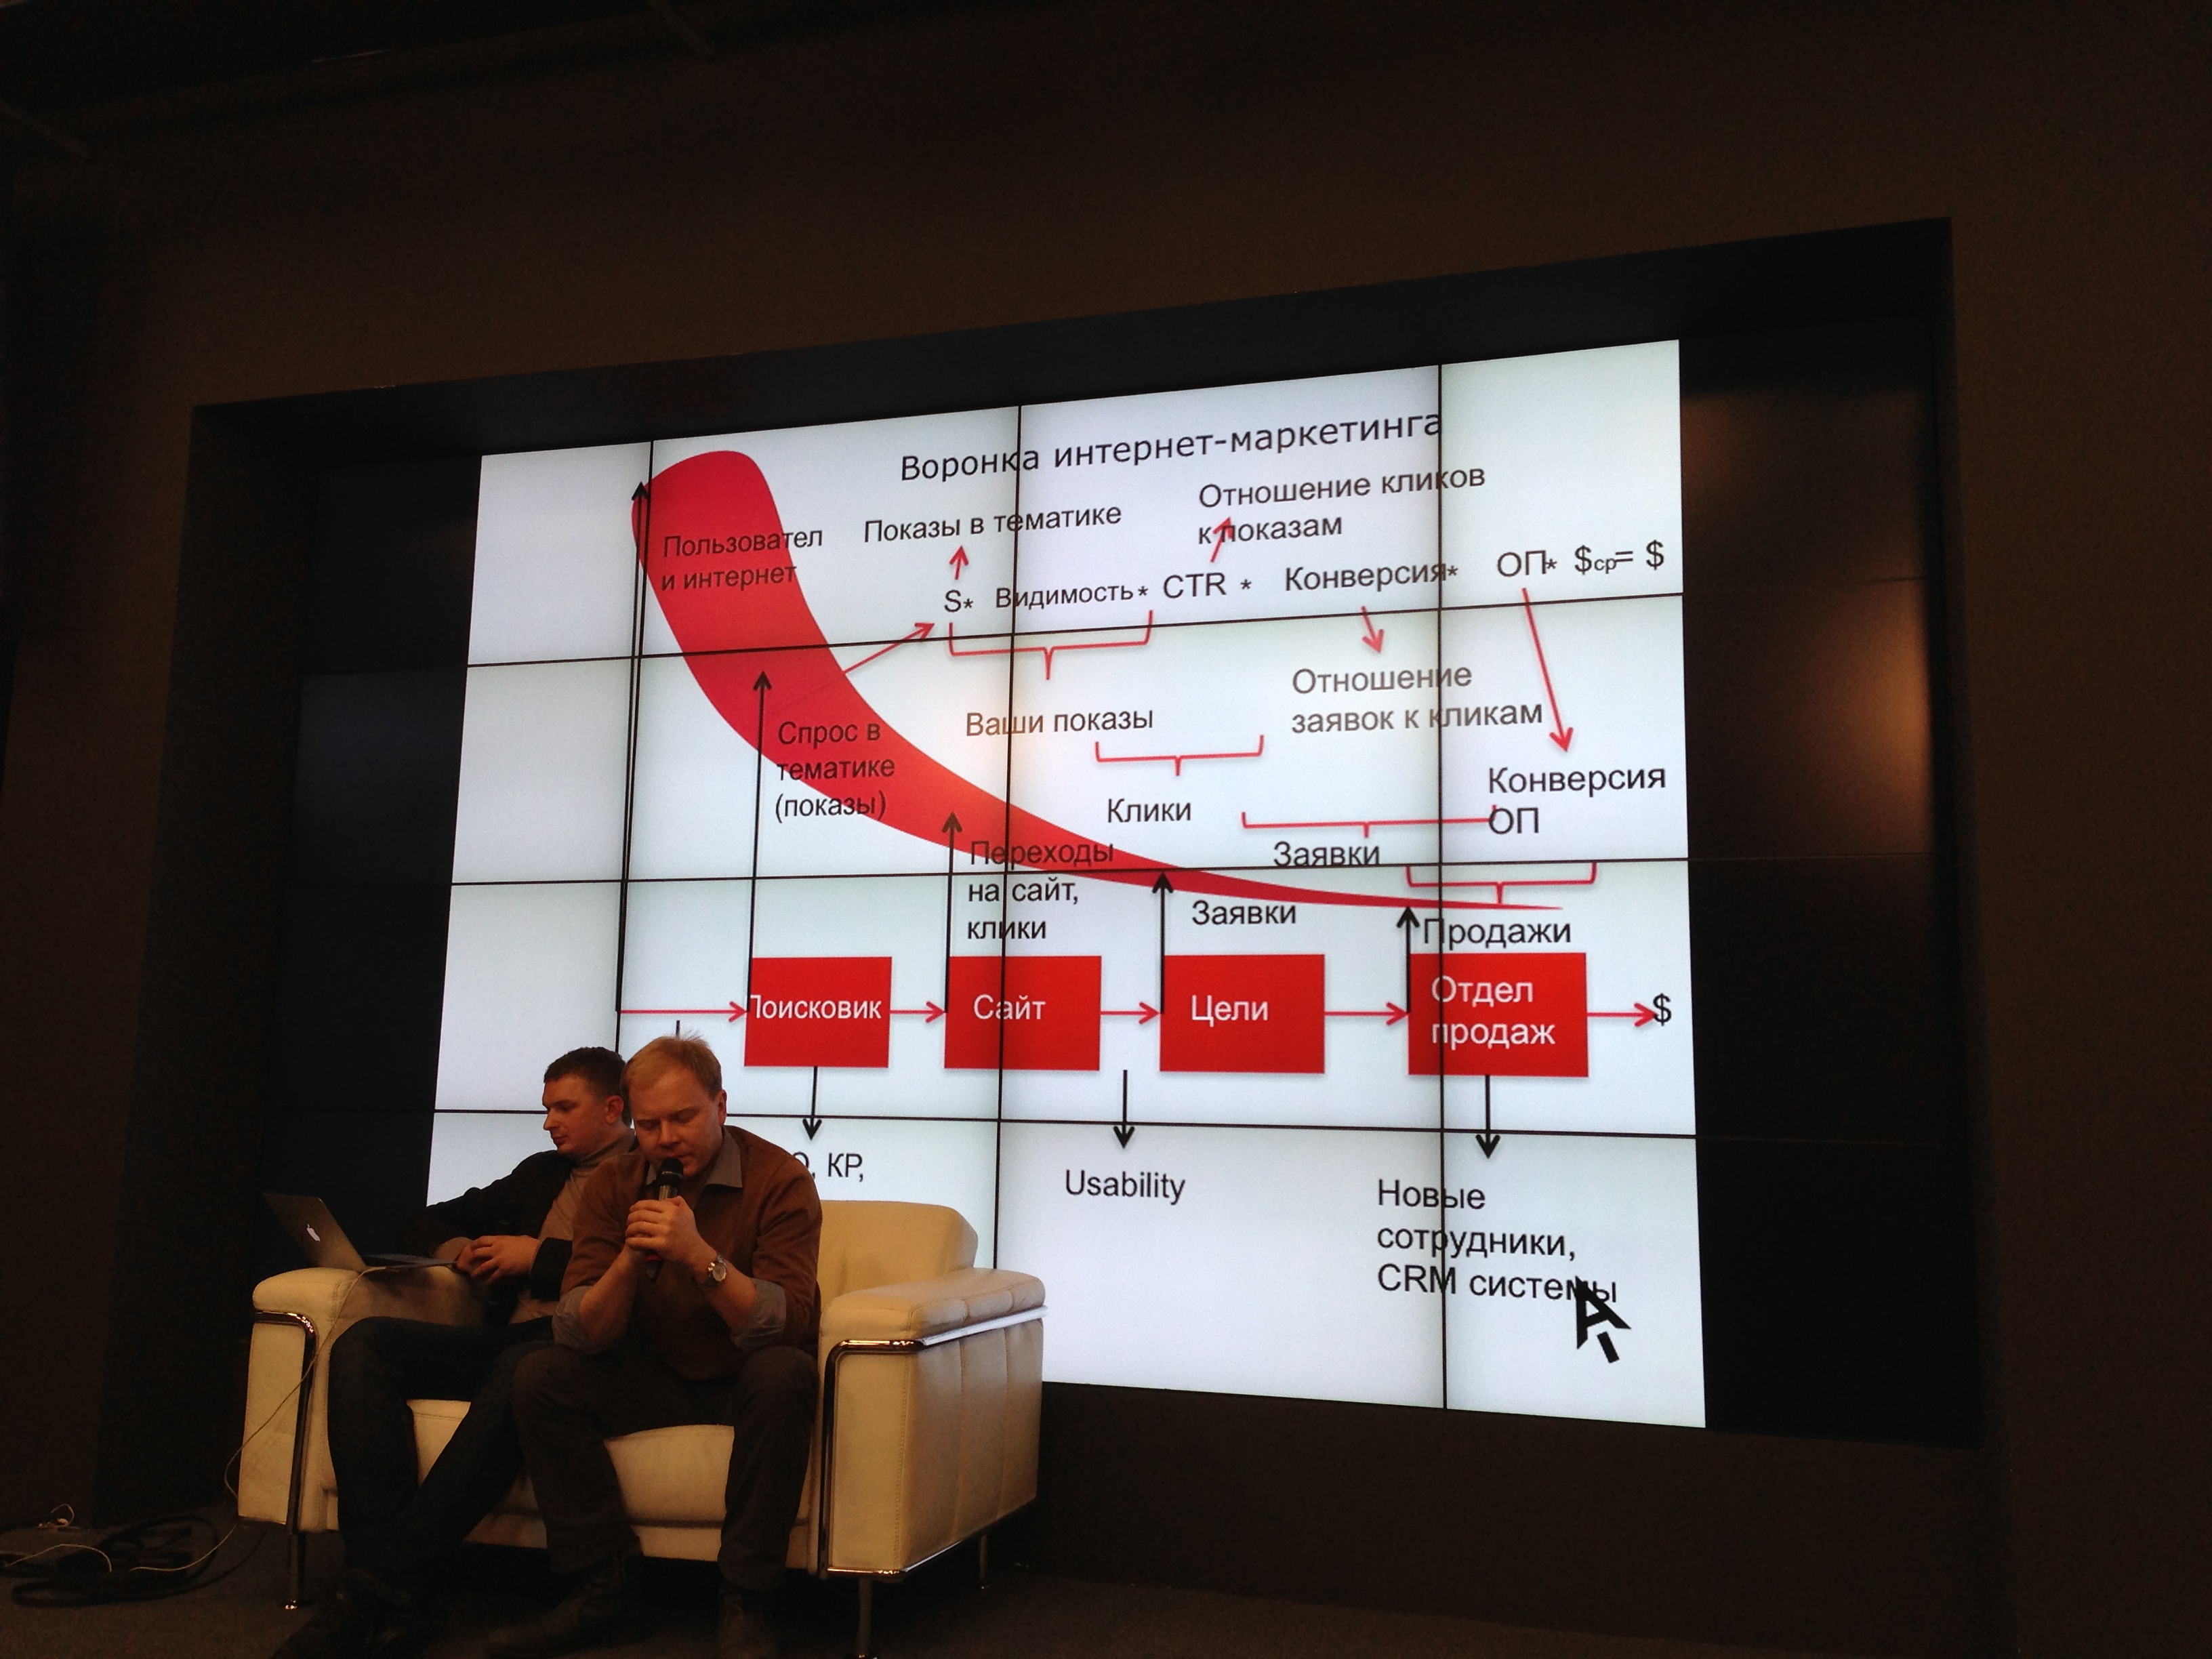 Воронка интернет-маркетинга
Пользовател
и интернет
Показы в тематике
Отношение кликов
к показам
S* Видимость* CTR * Конверсия* ОП* $ср= $
Спрос в
тематике
(показы)
Ваши показы
Отношение
заявок к кликам
Клики
Конверсия
ОП
Переходы
на сайт,
клики
Заявки
Заявки
Продажи
Поисковик
Сайт
Цели
Отдел
продаж
$
КР,
Usability
Новые
сотрудники,
CRM системы